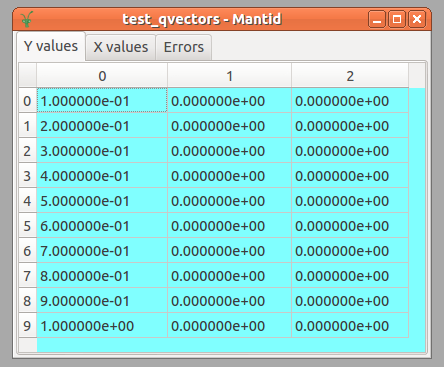 test_qvectors - Mantid
Y values X values Errors
0 1 2
0 1.000000e-01 0.000000e+00 0.000000e+00
1 2.000000e-01 0.000000e+00 0.000000e+00
2 3.000000e-01 0.000000e+00 0.000000e+00
3 4.000000e-01 0.000000e+00 0.000000e+00
4 5.000000e-01 0.000000e+00 0.000000e+00
5 6.000000e-01 0.000000e+00 0.000000e+00
6 7.000000e-01 0.000000e+00 0.000000e+00
7 8.000000e-01 0.000000e+00 0.000000e+00
8 9.000000e-01 0.000000e+00 0.000000e+00
9 1.000000e+00 0.000000e+00 0.000000e+00